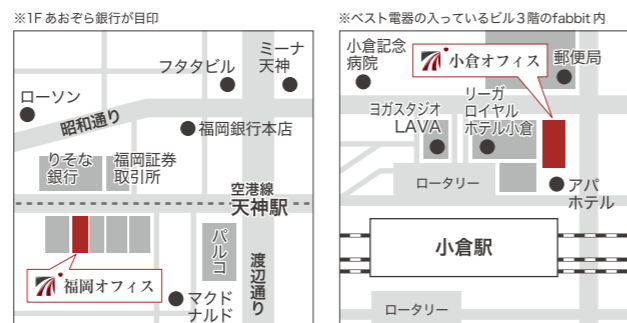 ※1F あおぞら銀行が目印
ミーナ
天神
フタタビル
ローソン
昭和通り
福岡銀行本店
りそな
銀行
福岡証券
取引所
空港線
天神駅
パルコ
渡辺通り
福岡オフィス
マクド
ナルド
※ベスト電器の入っているビル3階のfabbit内
小倉記念
病院
小倉オフィス
郵便局
ヨガスタジオ
LAVA
リーガ
ロイヤル
ホテル小倉
ロータリー
アパ
ホテル
小倉駅
ロータリー